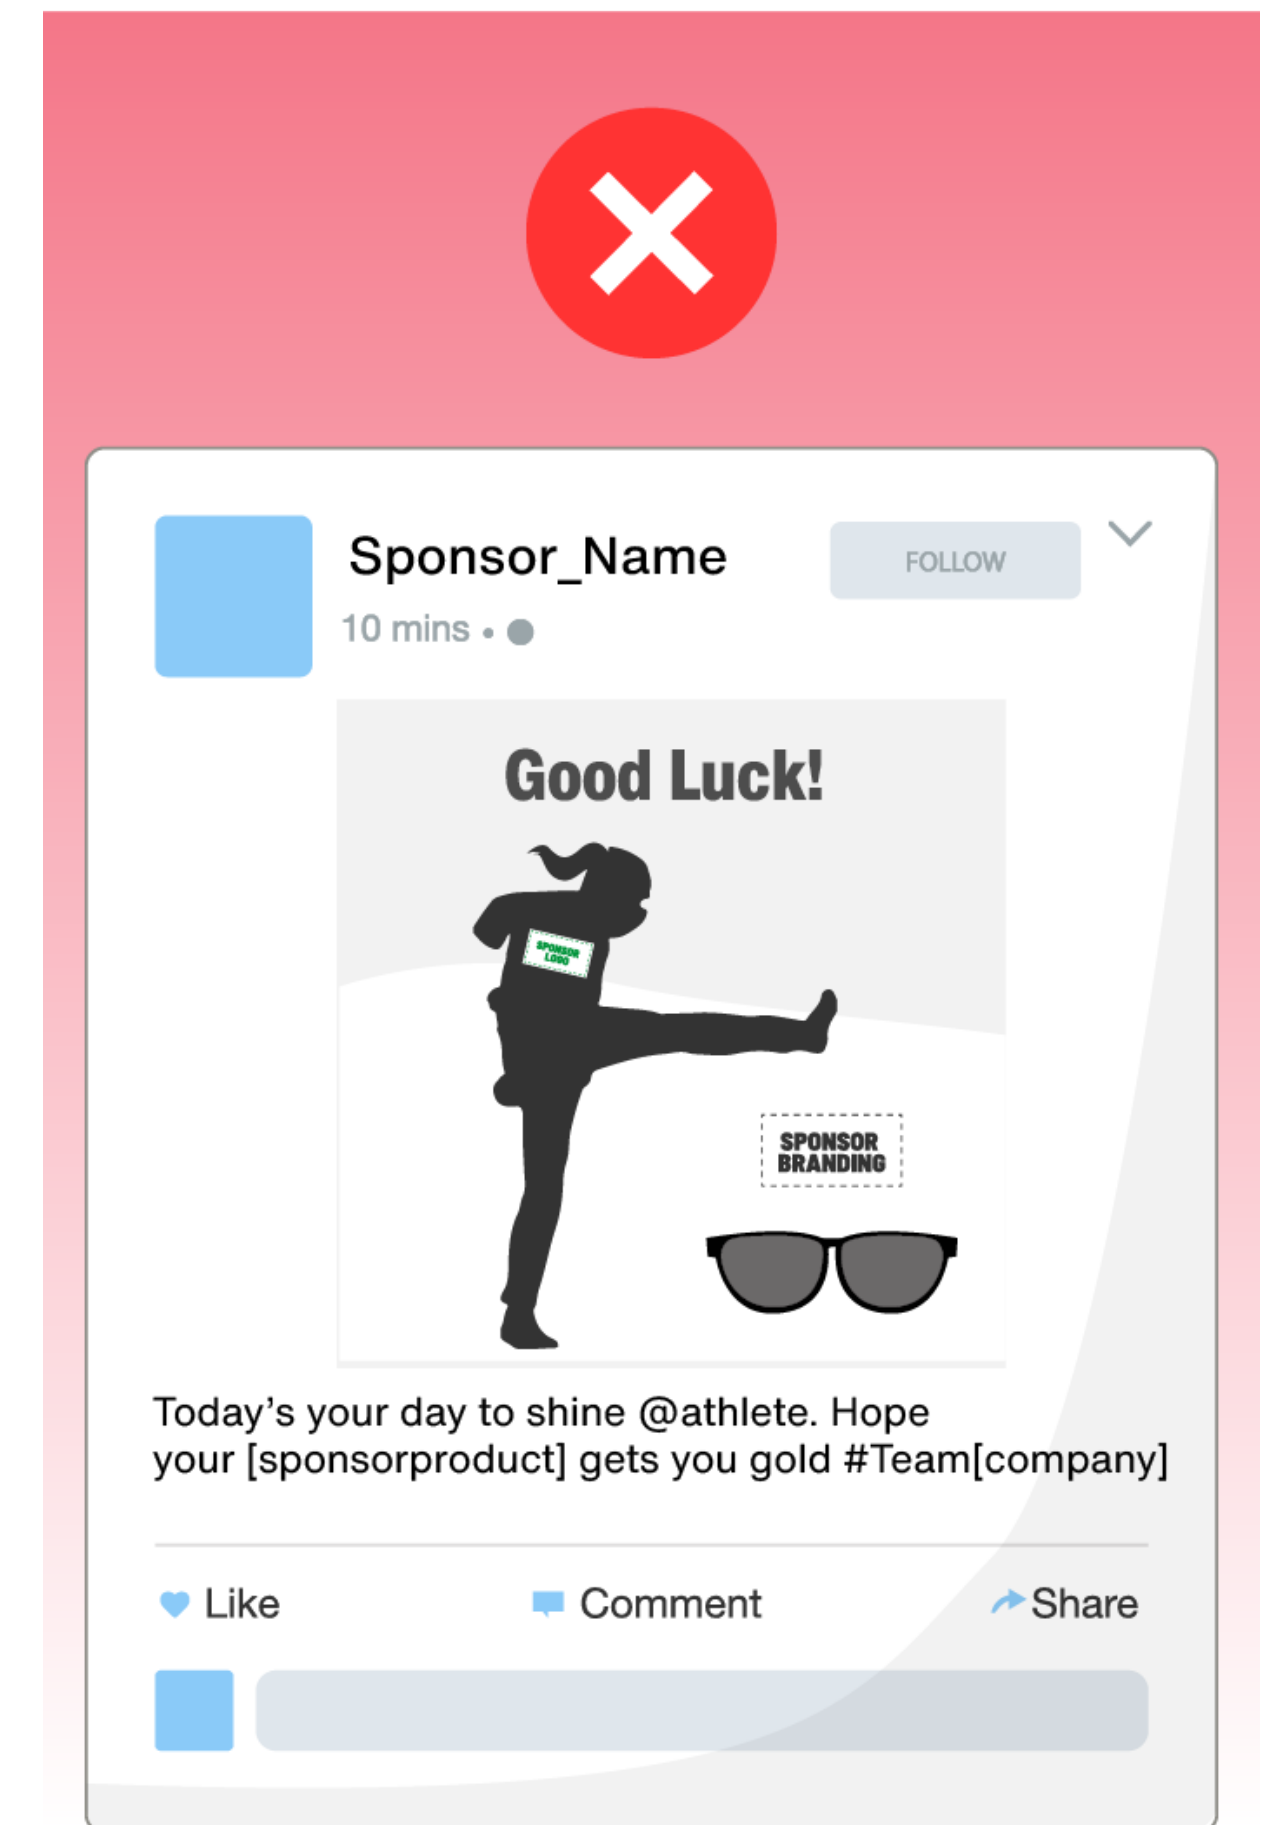 Sponsor_Name
FOLLOW
10 mins •
Good Luck!
SPONSOR
LOGO
SPONSOR
BRANDING
Today's your day to shine @athlete. Hope
your [sponsorproduct] gets you gold #Team[company]
Like
Comment
Share